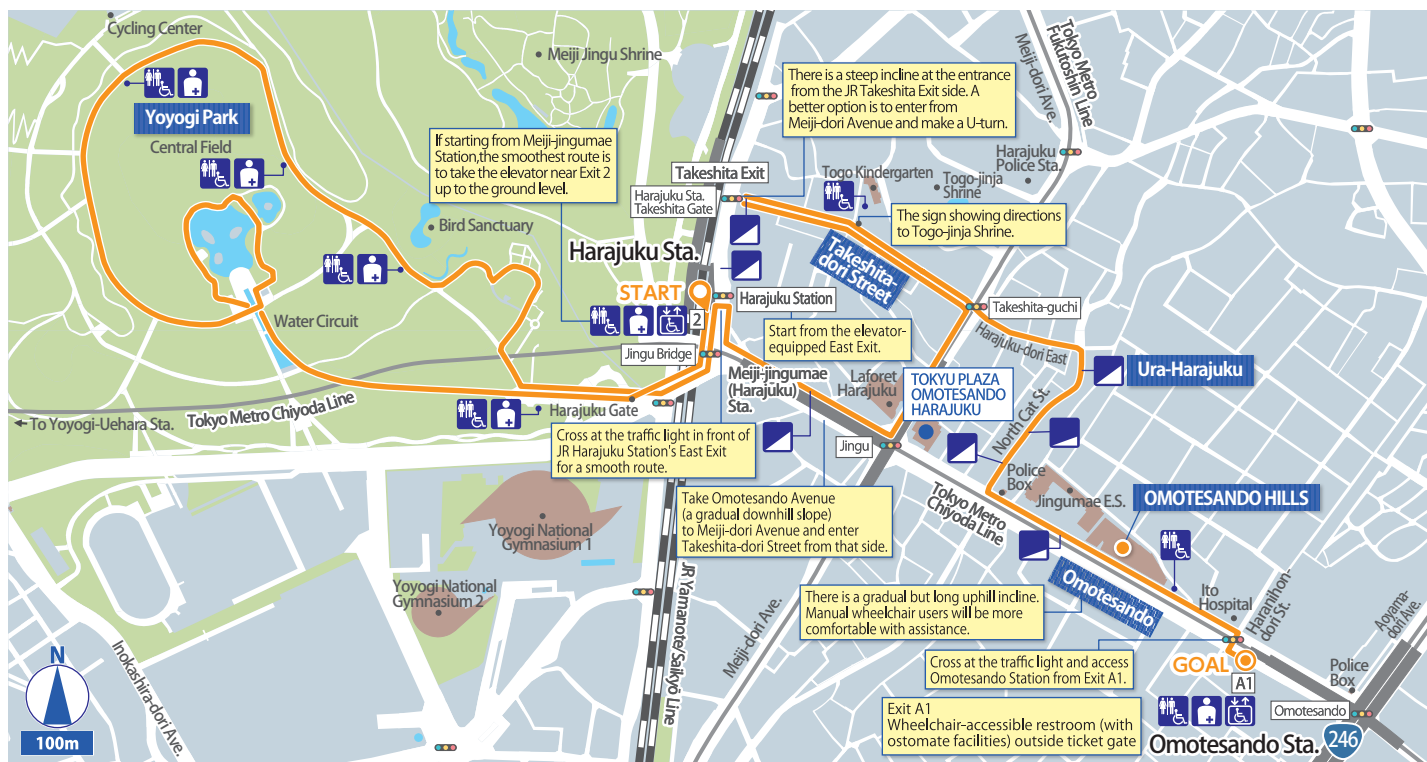 Cycling Center
Yoyogi Park
Central Field
Meiji Jingu Shrine
Bird Sanctuary
Water Circuit
If starting from Meiji-jingumae
Station,the smoothest route is
to take the elevator near Exit 2
up to the ground level.
There is a steep incline at the entrance
from the JR Takeshita Exit side. A
better option is to enter from
Meiji-dori Avenue and make a U-turn.
Tokyo Metro
Fukutoshin Line
Meiji-dori Ave.
Harajuku
Police Sta.
Takeshita Exit
Harajuku Sta.
Takeshita Gate
Togo Kindergarten
Togo-jinja
Shrine
The sign showing directions
to Togo-jinja Shrine.
Takeshita-
dori Street
Harajuku Sta.
START
2
Harajuku Station
Start from the elevator-
equipped East Exit.
Takeshita-guchi
Harajuku-dori East
Ura-Harajuku
Jingu Bridge
Meiji-jingumae
(Harajuku)
Sta.
Laforet
Harajuku
TOKYU PLAZA
OMOTESANDO
HARAJUKU
North Cat St.
Tokyo Metro Chiyoda Line
To Yoyogi-Uehara Sta.
Harajuku Gate
Cross at the traffic light in front of
JR Harajuku Station's East Exit
for a smooth route.
Jingu
Police
Box
Jingumae E.S.
OMOTESANDO HILLS
Tokyo Metro
Chiyoda Line
Take Omotesando Avenue
(a gradual downhill slope)
to Meiji-dori Avenue and enter
Takeshita-dori Street from that side.
Yoyogi National
Gymnasium 1
Yoyogi National
Gymnasium 2
JR Yamanote/Saikyō Line
Meiji-dori Ave.
There is a gradual but long uphill incline.
Manual wheelchair users will be more
comfortable with assistance.
Omotesando
Ito
Hospital
Haranihon-
dori St.
Aoyama-
dori Ave.
Cross at the traffic light and access
Omotesando Station from Exit A1.
GOAL
A1
Police
Box
Exit A1
Wheelchair-accessible restroom (with
ostomate facilities) outside ticket gate
Omotesando
Omotesando Sta.
246
Inokashira-dori Ave.
N
100m